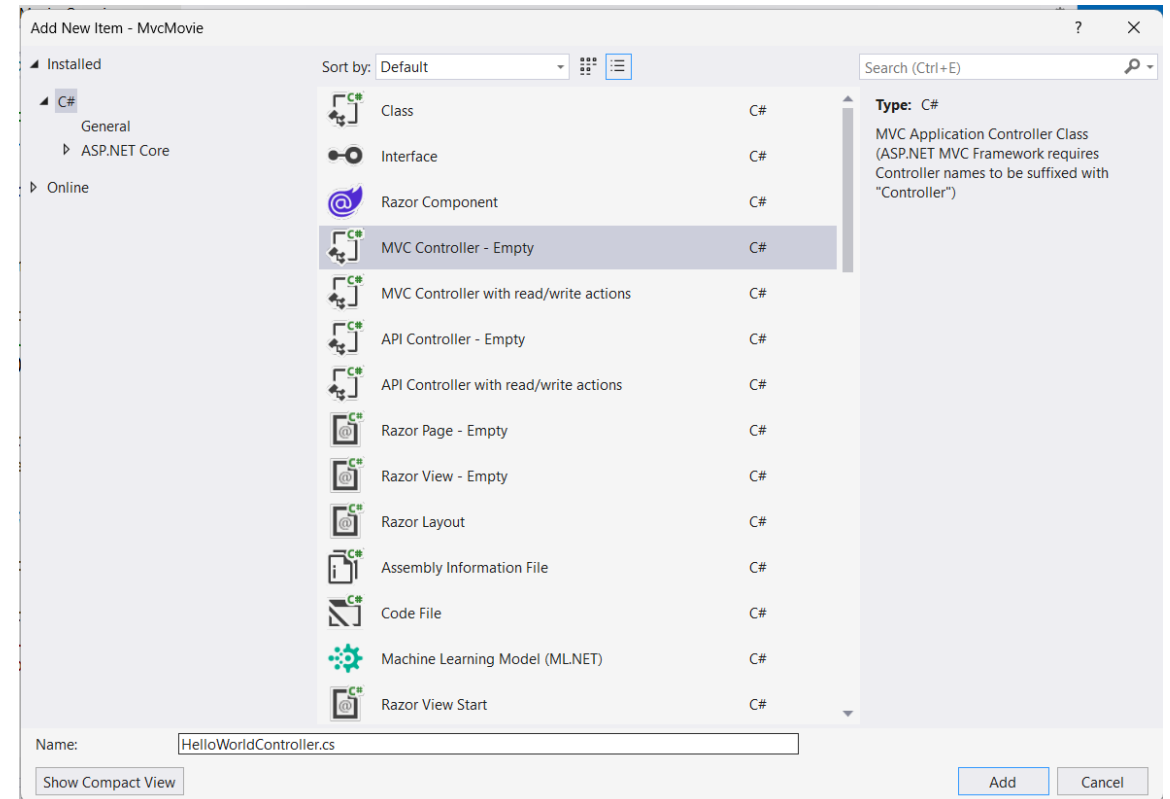 Add New Item - MvcMovie
?
Installed
C#
General
ASP.NET Core
Online
Sort by: Default
Class C#
Interface C#
Razor Component C#
MVC Controller - Empty C#
MVC Controller with read/write actions C#
API Controller - Empty C#
API Controller with read/write actions C#
Razor Page - Empty C#
Razor View - Empty C#
Razor Layout C#
Assembly Information File C#
Code File C#
Machine Learning Model (ML.NET) C#
Razor View Start C#
Search (Ctrl+E)
Type: C#
MVC Application Controller Class
(ASP.NET MVC Framework requires
Controller names to be suffixed with
"Controller")
Name: HelloWorldController.cs
Show Compact View
Add
Cancel